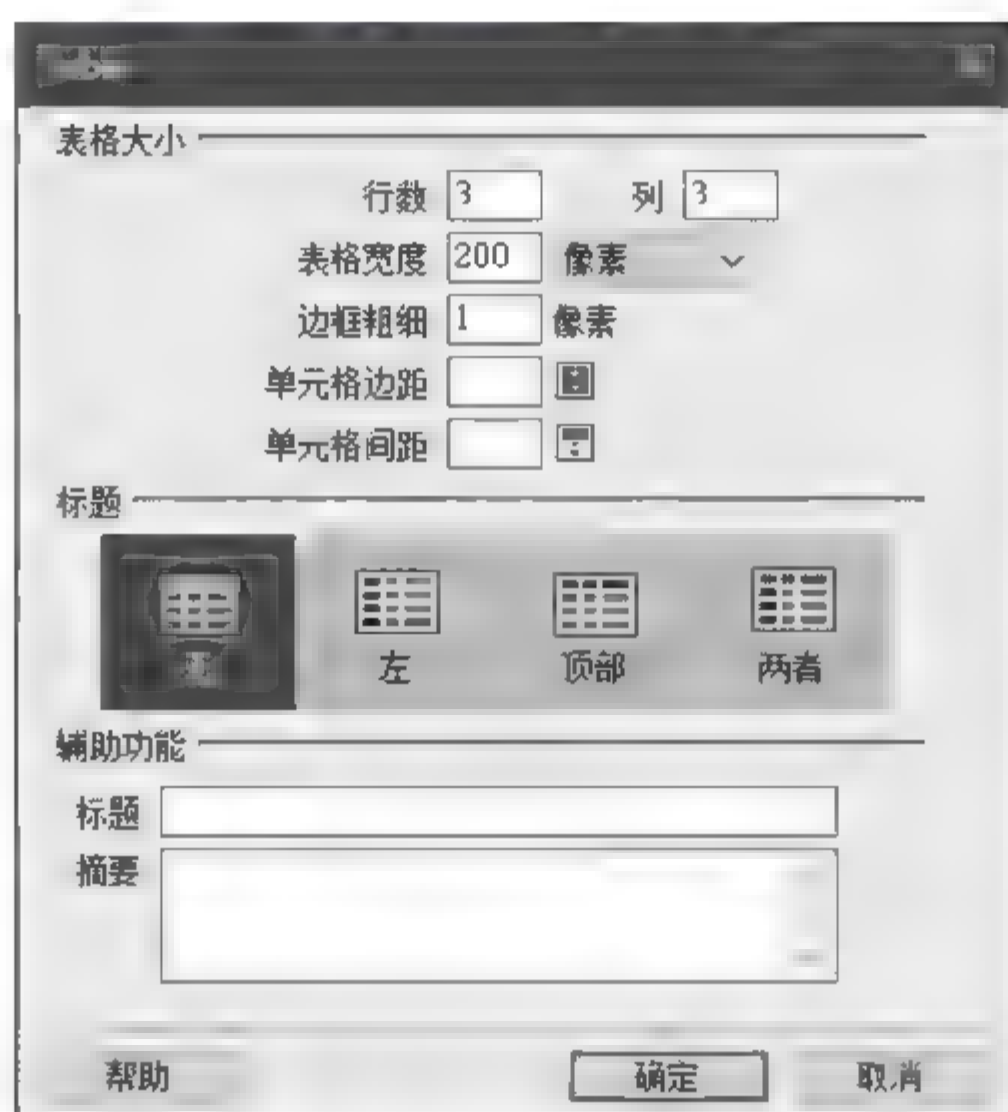 表格大小
行数 3 列 3
表格宽度 200 像素
边框粗细 1 像素
单元格边距
单元格间距
标题
左 顶部 两者
辅助功能
标题
摘要
帮助 确定 取消